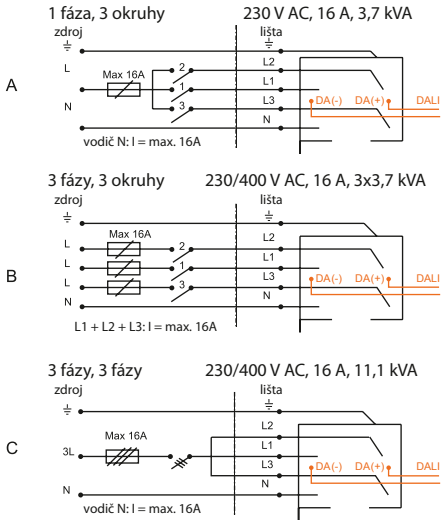 1 fáza, 3 okruhy 230 V AC, 16 A, 3,7 kVA
zdroj lišta
L Max 16A 2 L2
A 1 L1
N 3 L3 DA(-) DA(+) DALI
N
vodič N: I = max. 16A
3 fázy, 3 okruhy 230/400 V AC, 16 A, 3x3,7 kVA
zdroj lišta
Max 16A
L 2 L2
L 1 L1
B L 3 L3 DA(-) DA(+) DALI
N N
L1 + L2 + L3: I = max. 16A
3 fázy, 3 fázy 230/400 V AC, 16 A, 11,1 kVA
zdroj lišta
Max 16A L2
C 3L L1
L3 DA(-) DA(+) DALI
N N
vodič N: I = max. 16A